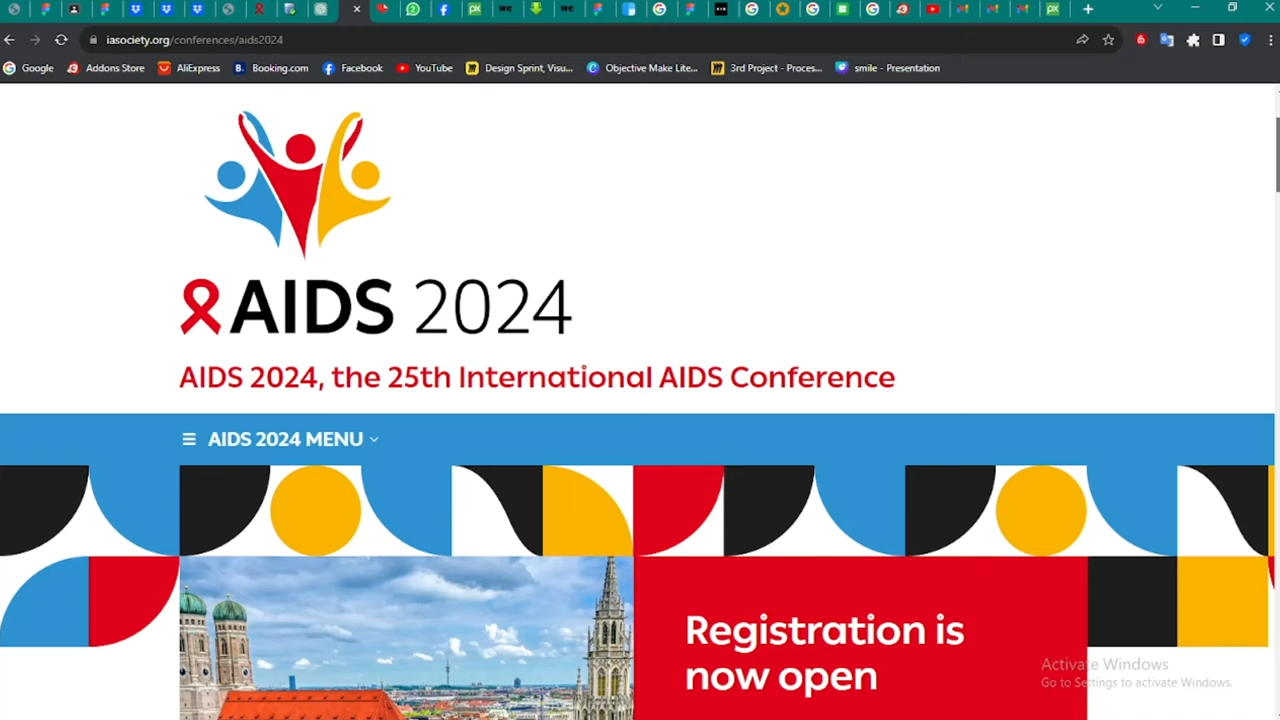 iasociety.org/conferences/aids2024
Google
Addons Store
AliExpress
Booking.com
Facebook
YouTube
Design Sprint, Visu...
Objective Make Lite...
3rd Project - Proces...
smile - Presentation
AIDS 2024
AIDS 2024, the 25th International AIDS Conference
AIDS 2024 MENU
Registration is
now open
Activate Windows
Go to Settings to activate Windows.